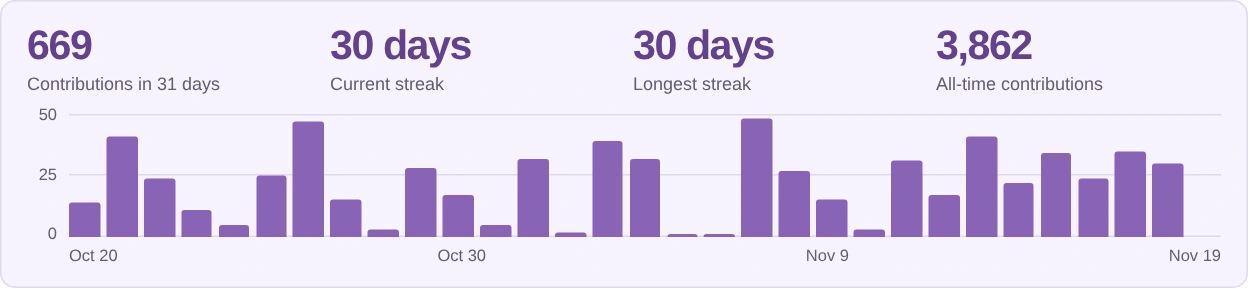 669
30 days
30 days
3,862
Contributions in 31 days
Current streak
Longest streak
All-time contributions
50
25
0
Oct 20
Oct 30
Nov 9
Nov 19